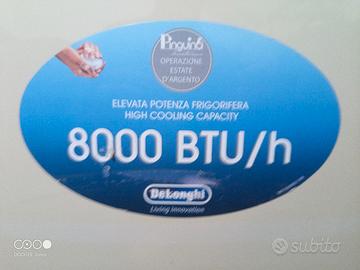 Pinguino
OPERAZIONE
ESTATE
D'ARGENTO
ELEVATA POTENZA FRIGORIFERA
HIGH COOLING CAPACITY
8000 BTU/h
DeLonghi
Living innovation
subito